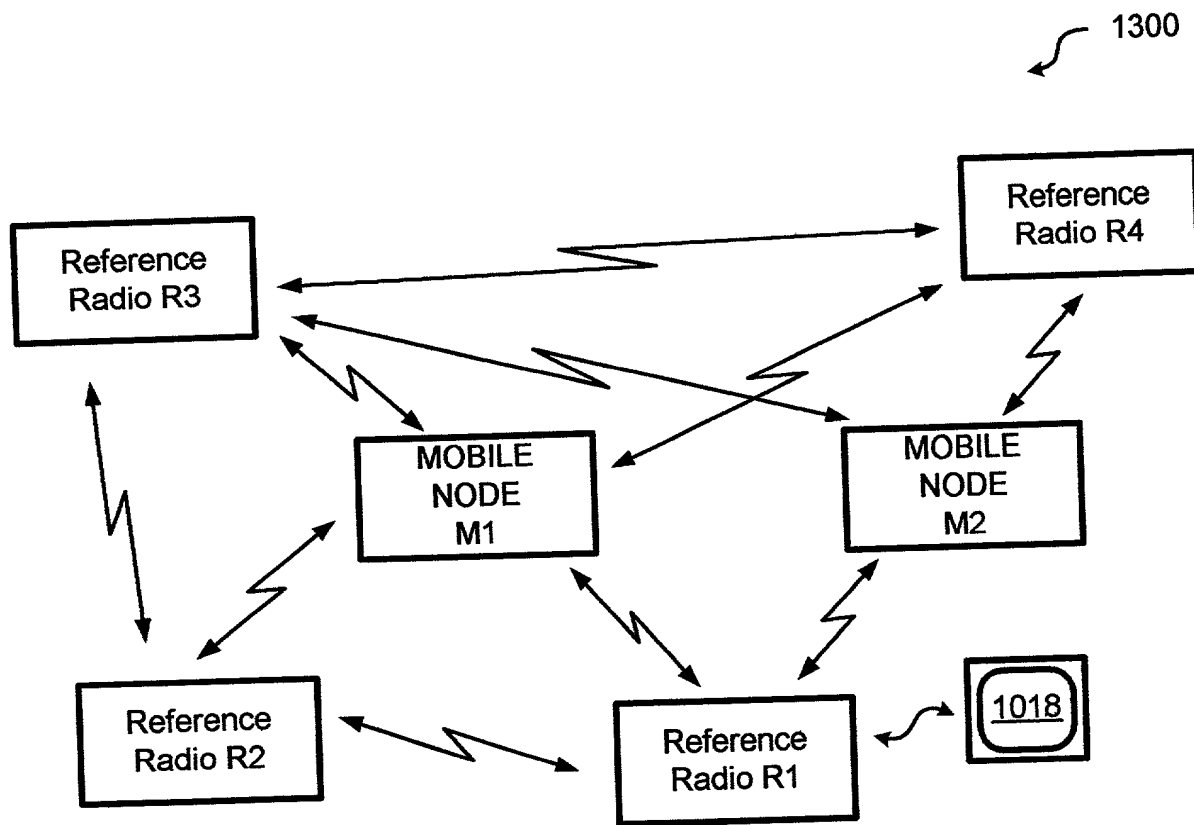 1300
Reference
Radio R4
Reference
Radio R3
MOBILE
NODE
M1
MOBILE
NODE
M2
Reference
Radio R2
Reference
Radio R1
1018